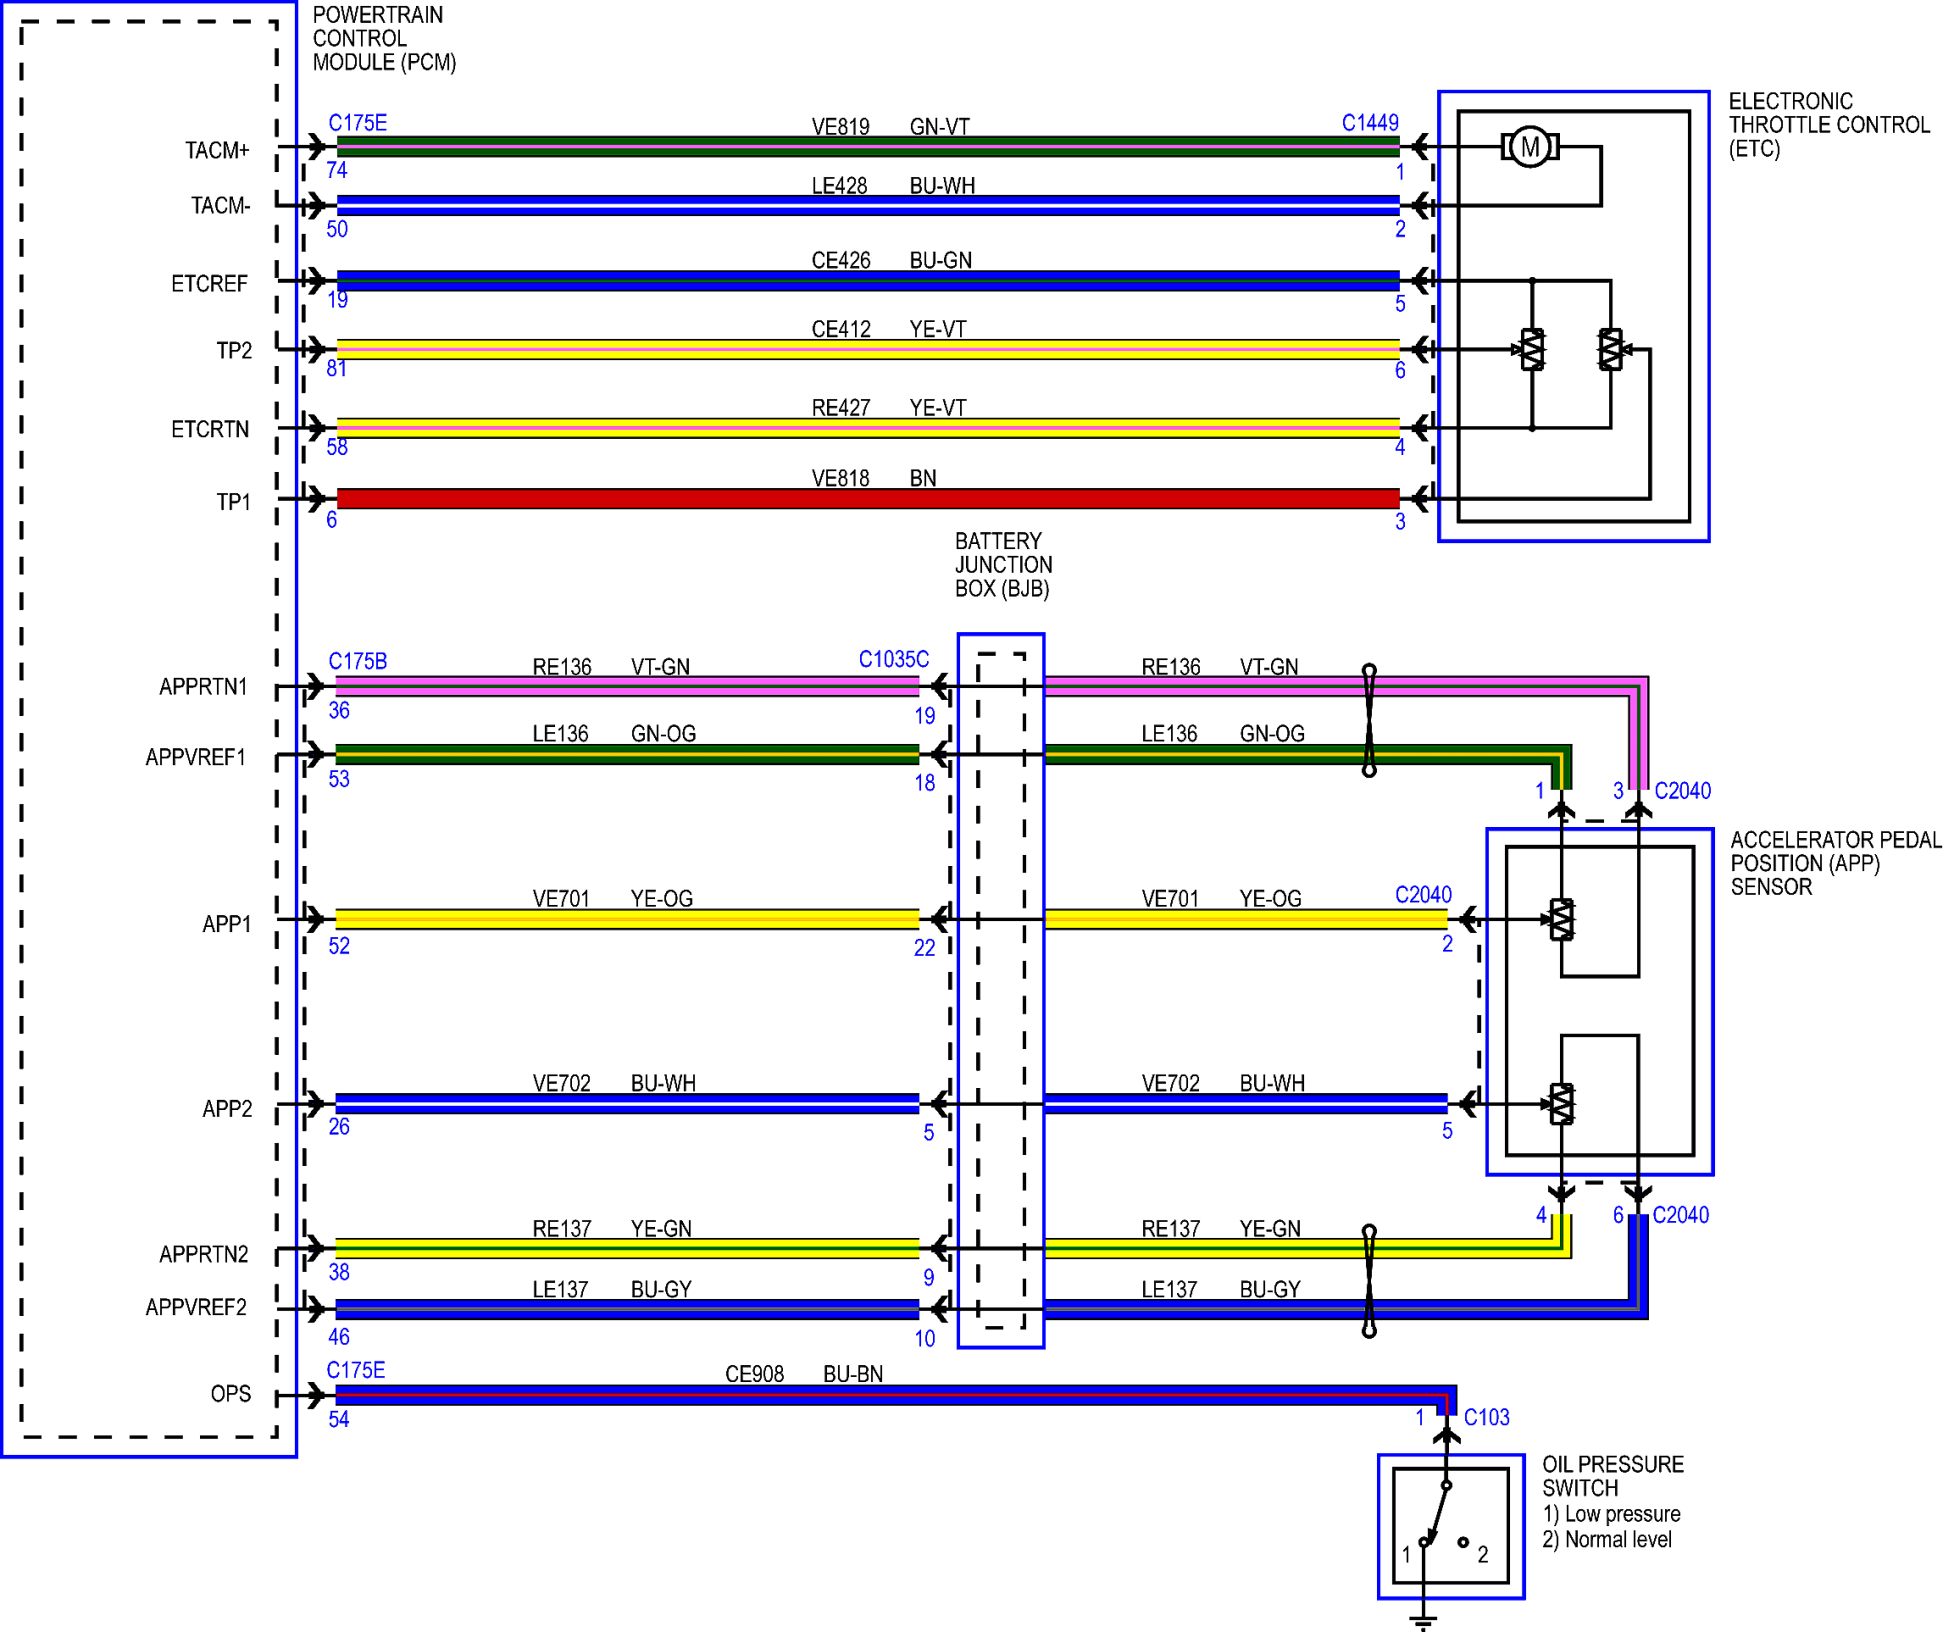 POWERTRAIN
CONTROL
MODULE (PCM)
ELECTRONIC
THROTTLE CONTROL
(ETC)
C175E
VE819 GN-VT
C1449
TACM+
74
1
M
LE428 BU-WH
TACM-
50
2
CE426 BU-GN
ETCREF
19
5
CE412 YE-VT
TP2
81
6
RE427 YE-VT
ETCRTN
58
4
VE818 BN
TP1
6
3
BATTERY
JUNCTION
BOX (BJB)
C175B
RE136 VT-GN
C1035C
RE136 VT-GN
APPRTN1
36
19
LE136 GN-OG
LE136 GN-OG
APPVREF1
53
18
1
3 C2040
ACCELERATOR PEDAL
POSITION (APP)
SENSOR
VE701 YE-OG
VE701 YE-OG
C2040
APP1
52
22
2
VE702 BU-WH
VE702 BU-WH
APP2
26
5
5
4
6 C2040
RE137 YE-GN
RE137 YE-GN
APPRTN2
38
9
LE137 BU-GY
LE137 BU-GY
APPVREF2
46
10
C175E
CE908 BU-BN
OPS
54
1 C103
OIL PRESSURE
SWITCH
1) Low pressure
2) Normal level
1
2